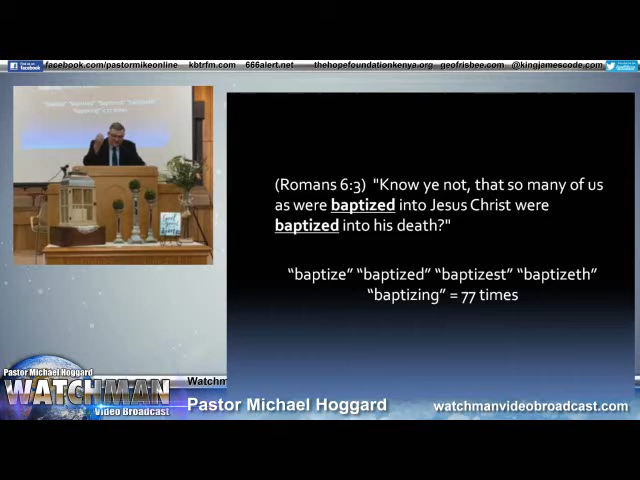 facebook.com/pastormikeonline kbtrfm.com 666alert.net thehopefoundationkenya.org geofrisbee.com @kingjamescode.com
(Romans 6:3) "Know ye not, that so many of us
as were baptized into Jesus Christ were
baptized into his death?"
“baptize” “baptized” “baptizest” “baptizeth”
“baptizing” = 77 times
Pastor Michael Hoggard
WATCHMAN
Video Broadcast
Watchm
Pastor Michael Hoggard
watchmanvideobroadcast.com